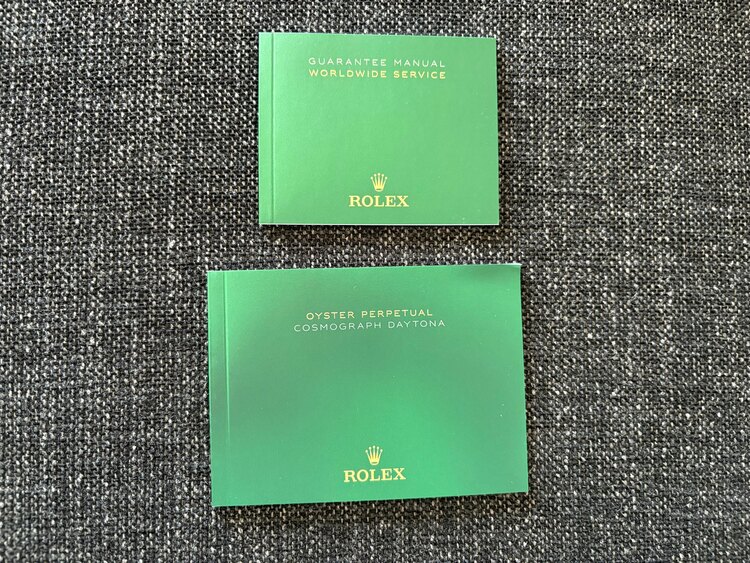 GUARANTEE MANUAL
WORLDWIDE SERVICE
ROLEX
OYSTER PERPETUAL
COSMOGRAPH DAYTONA
ROLEX